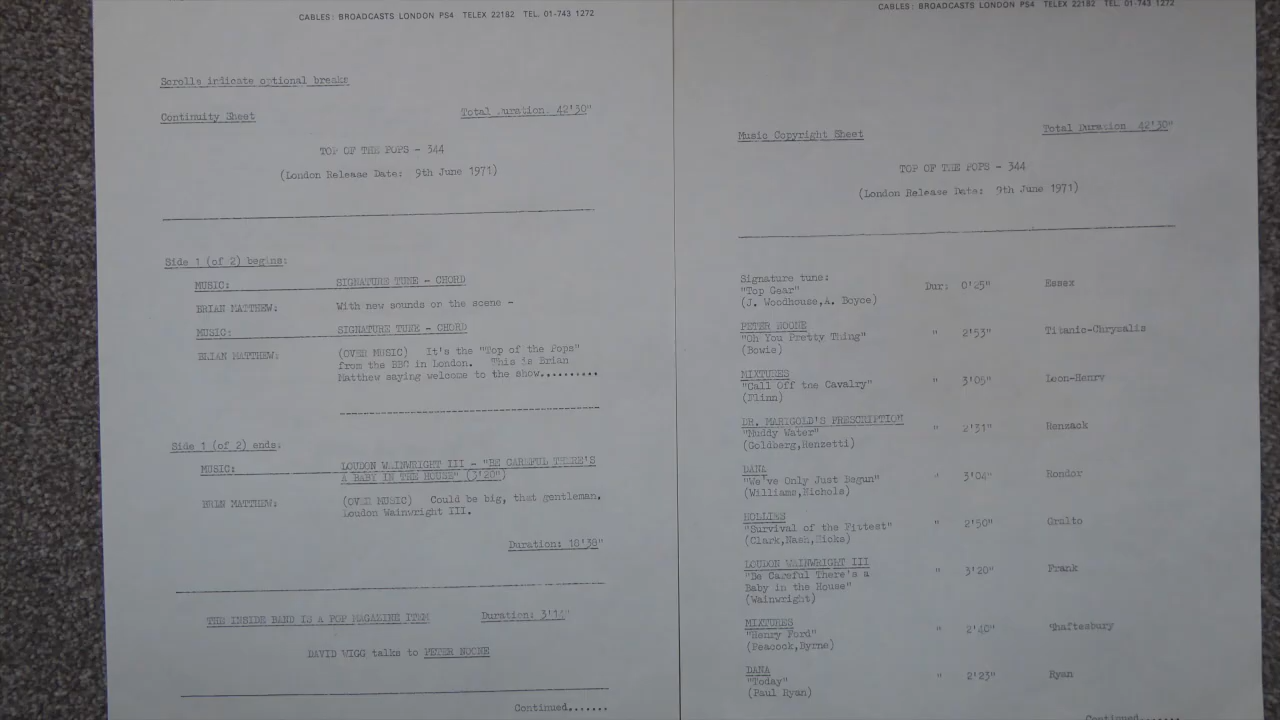 CABLES: BROADCASTS LONDON PS4 TELEX 22182 TEL. 01-743 1272
Scrolls indicate optional breaks
Continuity Sheet
Total Duration 42'30"
TOP OF THE POPS - 344
(London Release Date: 9th June 1971)
Side 1 (of 2) begins:
MUSIC: SIGNATURE TUNE - CHORD
BRIAN MATTHEW: With new sounds on the scene -
MUSIC: SIGNATURE TUNE - CHORD
BRIAN MATTHEW: (OVER MUSIC) It's the "Top of the Pops"
from the BBC in London. This is Brian
Matthew saying welcome to the show..........
Side 1 (of 2) ends:
MUSIC: LOUDON WAINWRIGHT III - "BE CAREFUL THERE'S
A BABY IN THE HOUSE" (3'20")
BRIAN MATTHEW: (OVER MUSIC) Could be big, that gentleman.
Loudon Wainwright III.
Duration:
THE INSIDE BAND IS A POP MAGAZINE ITEM Duration:
DAVID WIGG talks to PETER NOONE
Continued.......
CABLES: BROADCASTS LONDON PS4 TELEX 22182 TEL. 01-743 1272
Music Copyright Sheet
Total Duration 42'30"
TOP OF THE POPS - 344
(London Release Date: 9th June 1971)
Signature tune:
"Top Gear" Dur: 0'25" Essex
(J. Woodhouse,A. Boyce)
PETER NOONE
"Oh You Pretty Thing" " 2'53" Titanic-Chrysalis
(Bowie)
MIXTURES
"Call Off the Cavalry" " 3'05" Leon-Henry
(Flinn)
DR. MARIGOLD'S PRESCRIPTION
"Muddy Water" " 2'31" Renzack
(Goldberg,Renzetti)
DANA
"We've Only Just Begun" " 3'04" Rondor
(Williams,Nichols)
HOLLIES
"Survival of the Fittest" " 2'50" Gralto
(Clark,Nash,Hicks)
LOUDON WAINWRIGHT III
"Be Careful There's a " 3'20" Frank
Baby in the House"
(Wainwright)
MIXTURES
"Henry Ford" " 2'40" Shaftesbury
(Peacock,Byrne)
DANA
"Today" " 2'23" Ryan
(Paul Ryan)
Continued.......